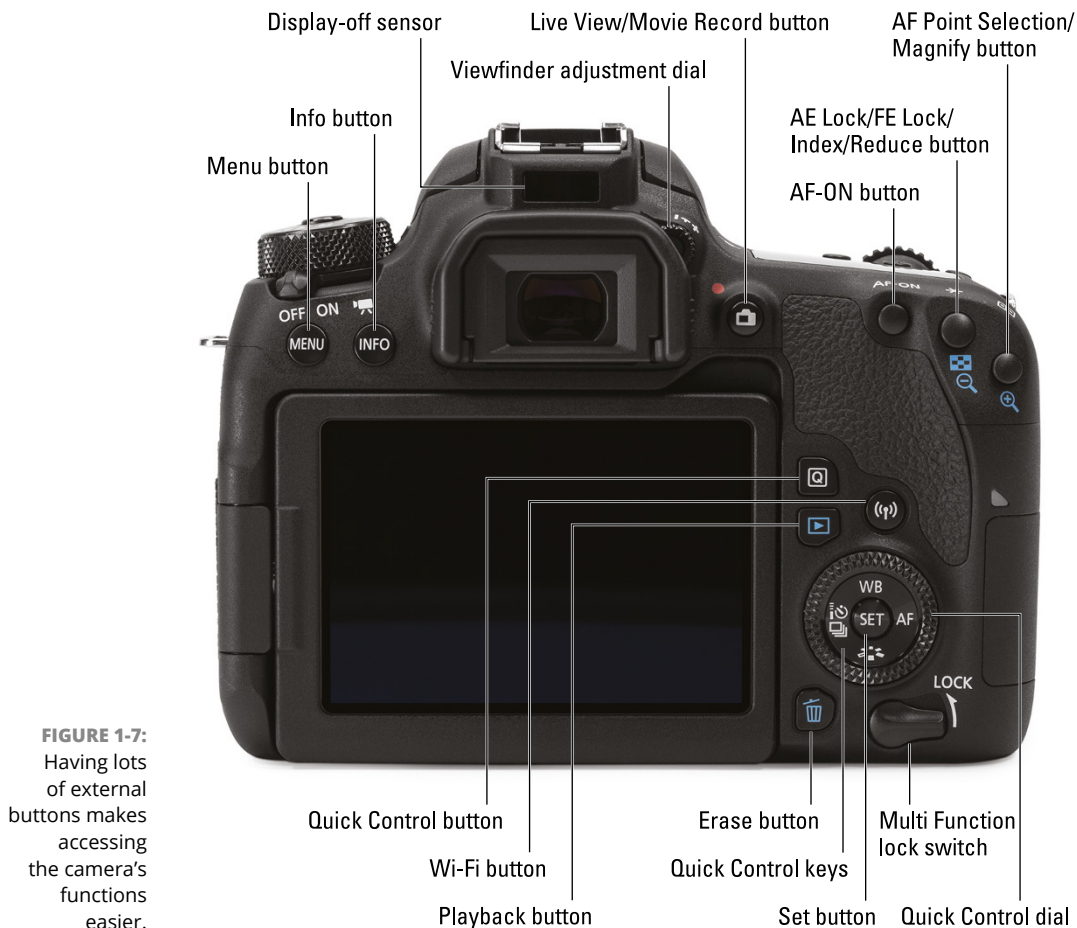 Display-off sensor
Live View/Movie Record button
AF Point Selection/
Magnify button
Viewfinder adjustment dial
Info button
AE Lock/FE Lock/
Index/Reduce button
Menu button
AF-ON button
OFF ON
MENU
INFO
AF-ON
Q
WB
SET
AF
LOCK
FIGURE 1-7:
Having lots
of external
buttons makes
accessing
the camera's
functions
easier.
Quick Control button
Erase button
Multi Function
lock switch
Wi-Fi button
Quick Control keys
Playback button
Set button
Quick Control dial